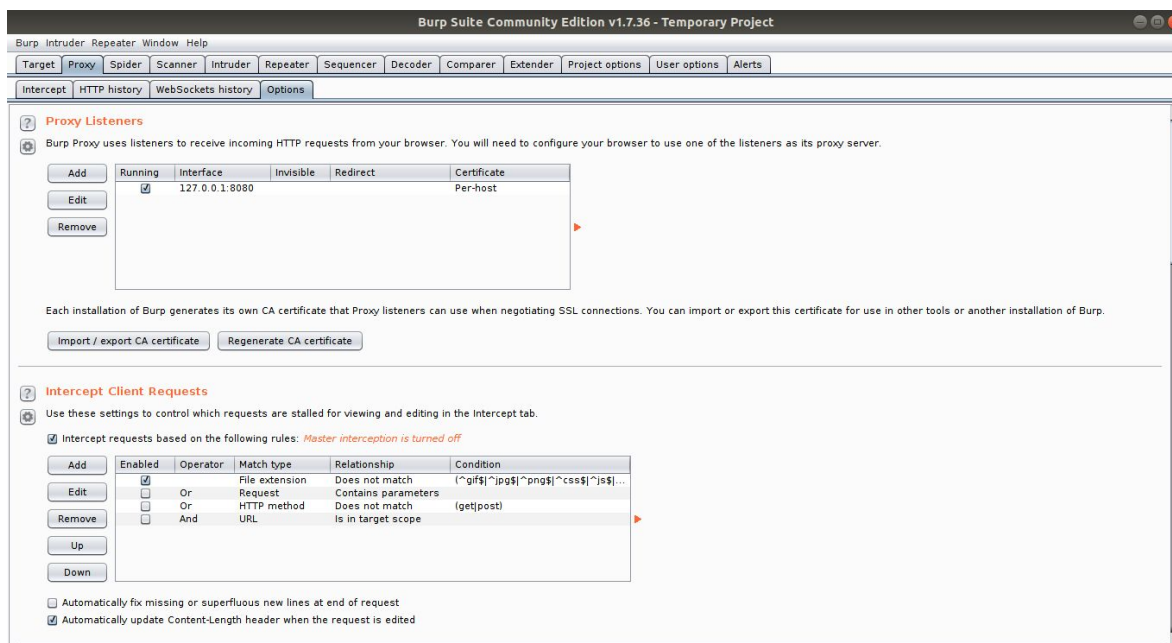 Burp Suite Community Edition v1.7.36 - Temporary Project
Burp Intruder Repeater Window Help
Target Proxy Spider Scanner Intruder Repeater Sequencer Decoder Comparer Extender Project options User options Alerts
Intercept HTTP history WebSockets history Options
? Proxy Listeners
Burp Proxy uses listeners to receive incoming HTTP requests from your browser. You will need to configure your browser to use one of the listeners as its proxy server.
Add Running Interface Invisible Redirect Certificate
127.0.0.1:8080 Per-host
Edit
Remove
Each installation of Burp generates its own CA certificate that Proxy listeners can use when negotiating SSL connections. You can import or export this certificate for use in other tools or another installation of Burp.
Import / export CA certificate Regenerate CA certificate
? Intercept Client Requests
Use these settings to control which requests are stalled for viewing and editing in the Intercept tab.
Intercept requests based on the following rules: Master interception is turned off
Add Enabled Operator Match type Relationship Condition
File extension Does not match (^gif$|^jpg$|^png$|^css$|^js$|...
Edit Or Request Contains parameters
Or HTTP method Does not match (get|post)
Remove And URL Is in target scope
Up
Down
Automatically fix missing or superfluous new lines at end of request
Automatically update Content-Length header when the request is edited